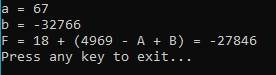 a = 67
b = -32766
F = 18 + (4969 - A + B) = -27846
Press any key to exit...